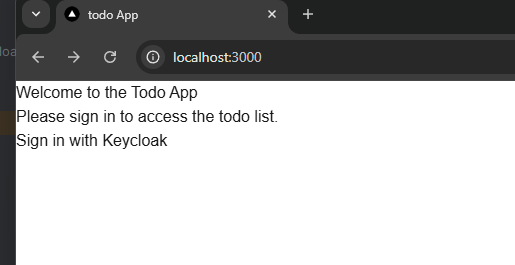 todo App
localhost:3000
Welcome to the Todo App
Please sign in to access the todo list.
Sign in with Keycloak